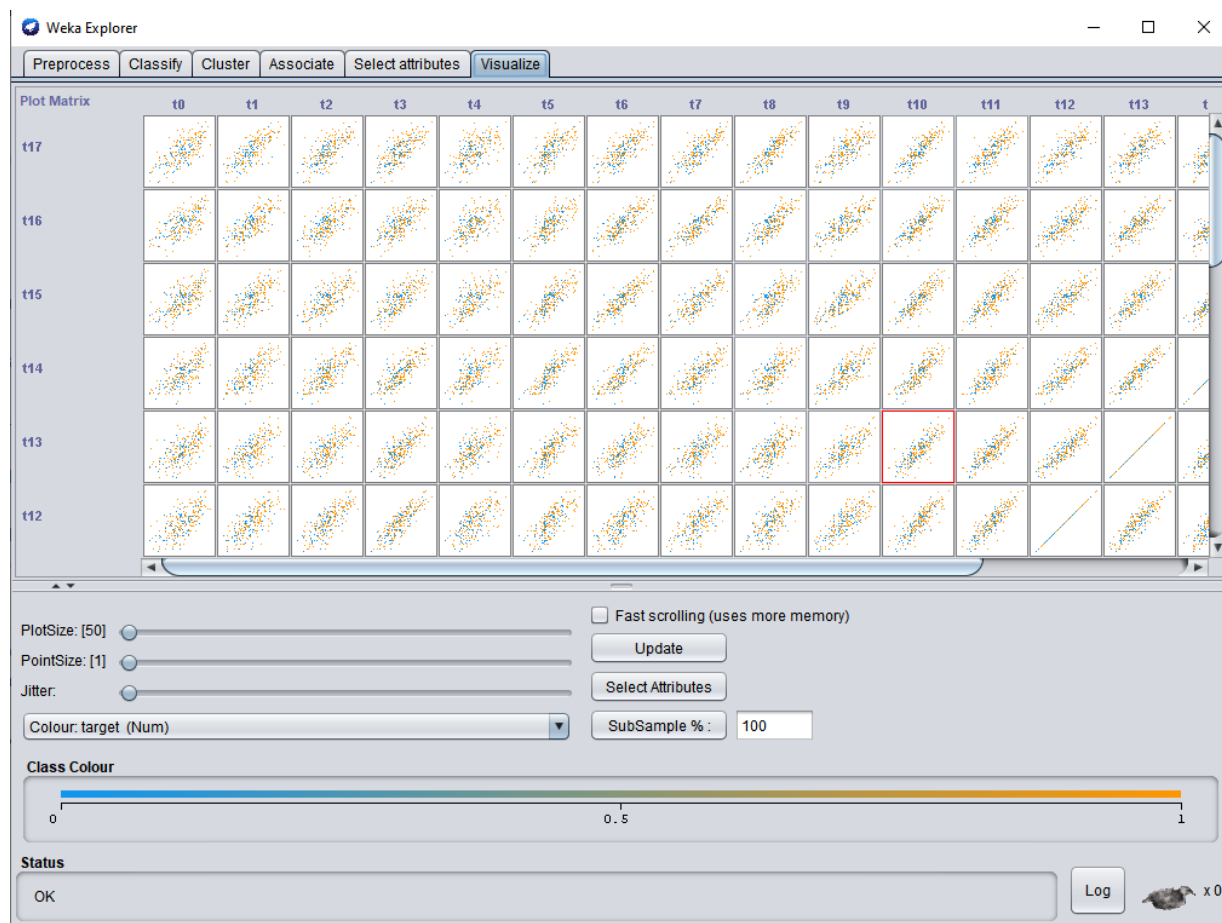 Weka Explorer
Preprocess Classify Cluster Associate Select attributes Visualize
Plot Matrix t0 t1 t2 t3 t4 t5 t6 t7 t8 t9 t10 t11 t12 t13 t
t17
t16
t15
t14
t13
t12
Fast scrolling (uses more memory)
PlotSize: [50]
Update
PointSize: [1]
Select Attributes
Jitter:
Colour: target (Num)
SubSample % : 100
Class Colour
0 0.5 1
Status
OK
Log
x 0